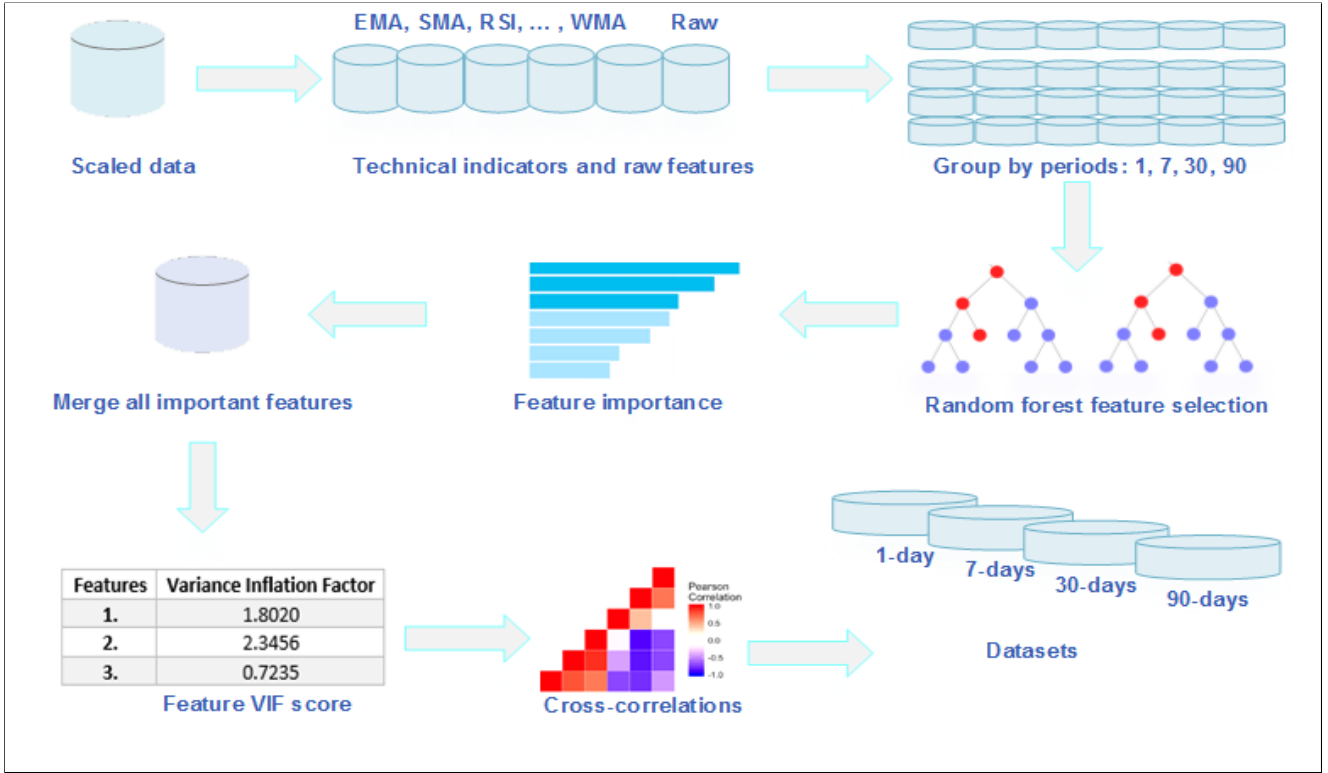 EMA, SMA, RSI, ... , WMA Raw
Scaled data
Technical indicators and raw features
Group by periods: 1, 7, 30, 90
Merge all important features
Feature importance
Random forest feature selection
Features Variance Inflation Factor
1. 1.8020
2. 2.3456
3. 0.7235
Feature VIF score
Pearson
Correlation
1.0
0.5
0.0
-0.5
-1.0
Cross-correlations
1-day
7-days
30-days
90-days
Datasets